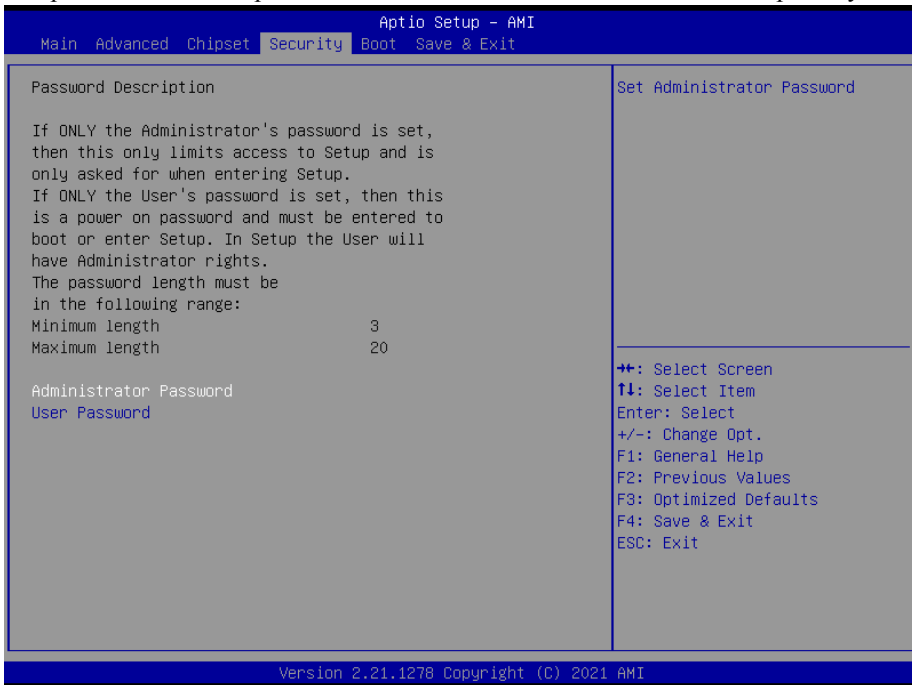 Aptio Setup – AMI
Main Advanced Chipset Security Boot Save & Exit
Password Description
If ONLY the Administrator's password is set,
then this only limits access to Setup and is
only asked for when entering Setup.
If ONLY the User's password is set, then this
is a power on password and must be entered to
boot or enter Setup. In Setup the User will
have Administrator rights.
The password length must be
in the following range:
Minimum length 3
Maximum length 20
Administrator Password
User Password
Set Administrator Password
→←: Select Screen
↑↓: Select Item
Enter: Select
+/-: Change Opt.
F1: General Help
F2: Previous Values
F3: Optimized Defaults
F4: Save & Exit
ESC: Exit
Version 2.21.1278 Copyright (C) 2021 AMI